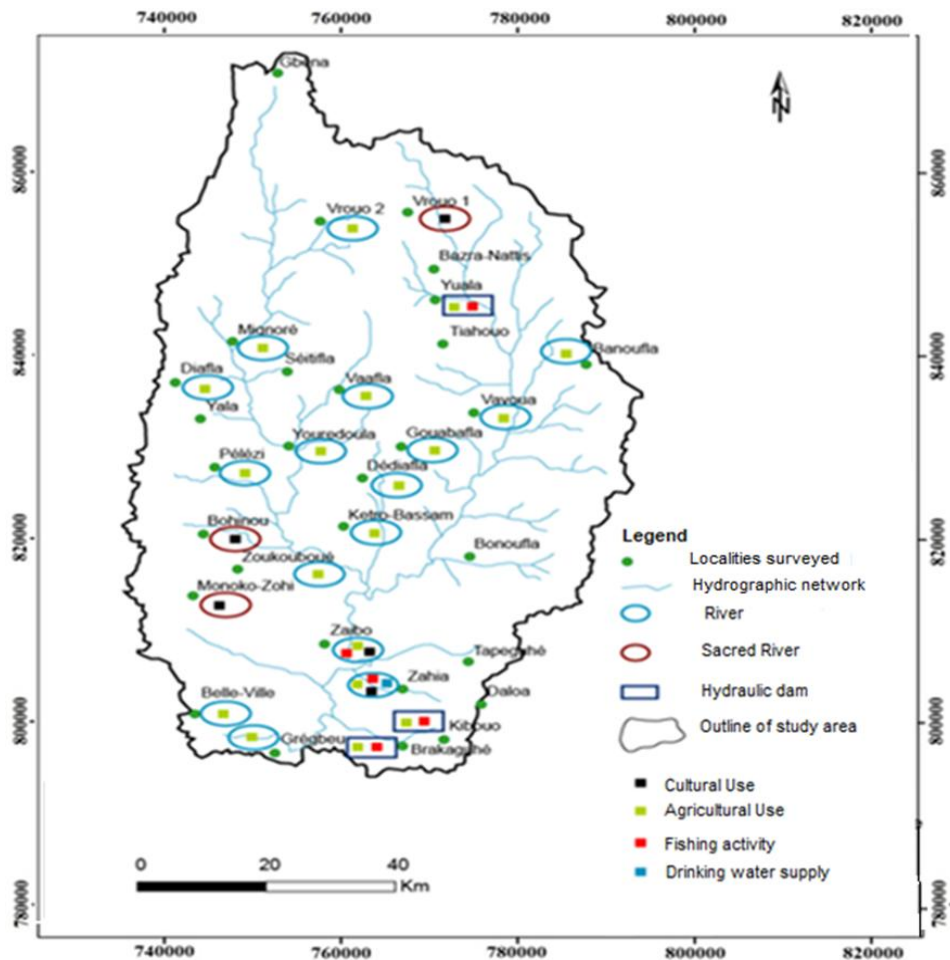 740000 760000 780000 800000 820000
Gbena
N
860000
860000
Vrouo 2
Vrouo 1
Bazra-Nattis
Yuala
Tiahouo
Mignoré
Banoufla
840000
840000
Séitifla
Diafla
Vaafla
Yala
Vavoua
Youredoula
Gouabafla
Pélézi
Dédiafla
Ketro-Bassam
Bohinou
Bonoufla
820000
820000
Zoukouboué
Monoko-Zohi
Zaibo
Tapeguhé
Zahia
Belle-Ville
Daloa
800000
800000
Kibouo
Grégbeu
Brakaguhé
Legend
Localities surveyed
Hydrographic network
River
Sacred River
Hydraulic dam
Outline of study area
Cultural Use
Agricultural Use
Fishing activity
Drinking water supply
0 20 40
Km
780000
780000
740000 760000 780000 800000 820000